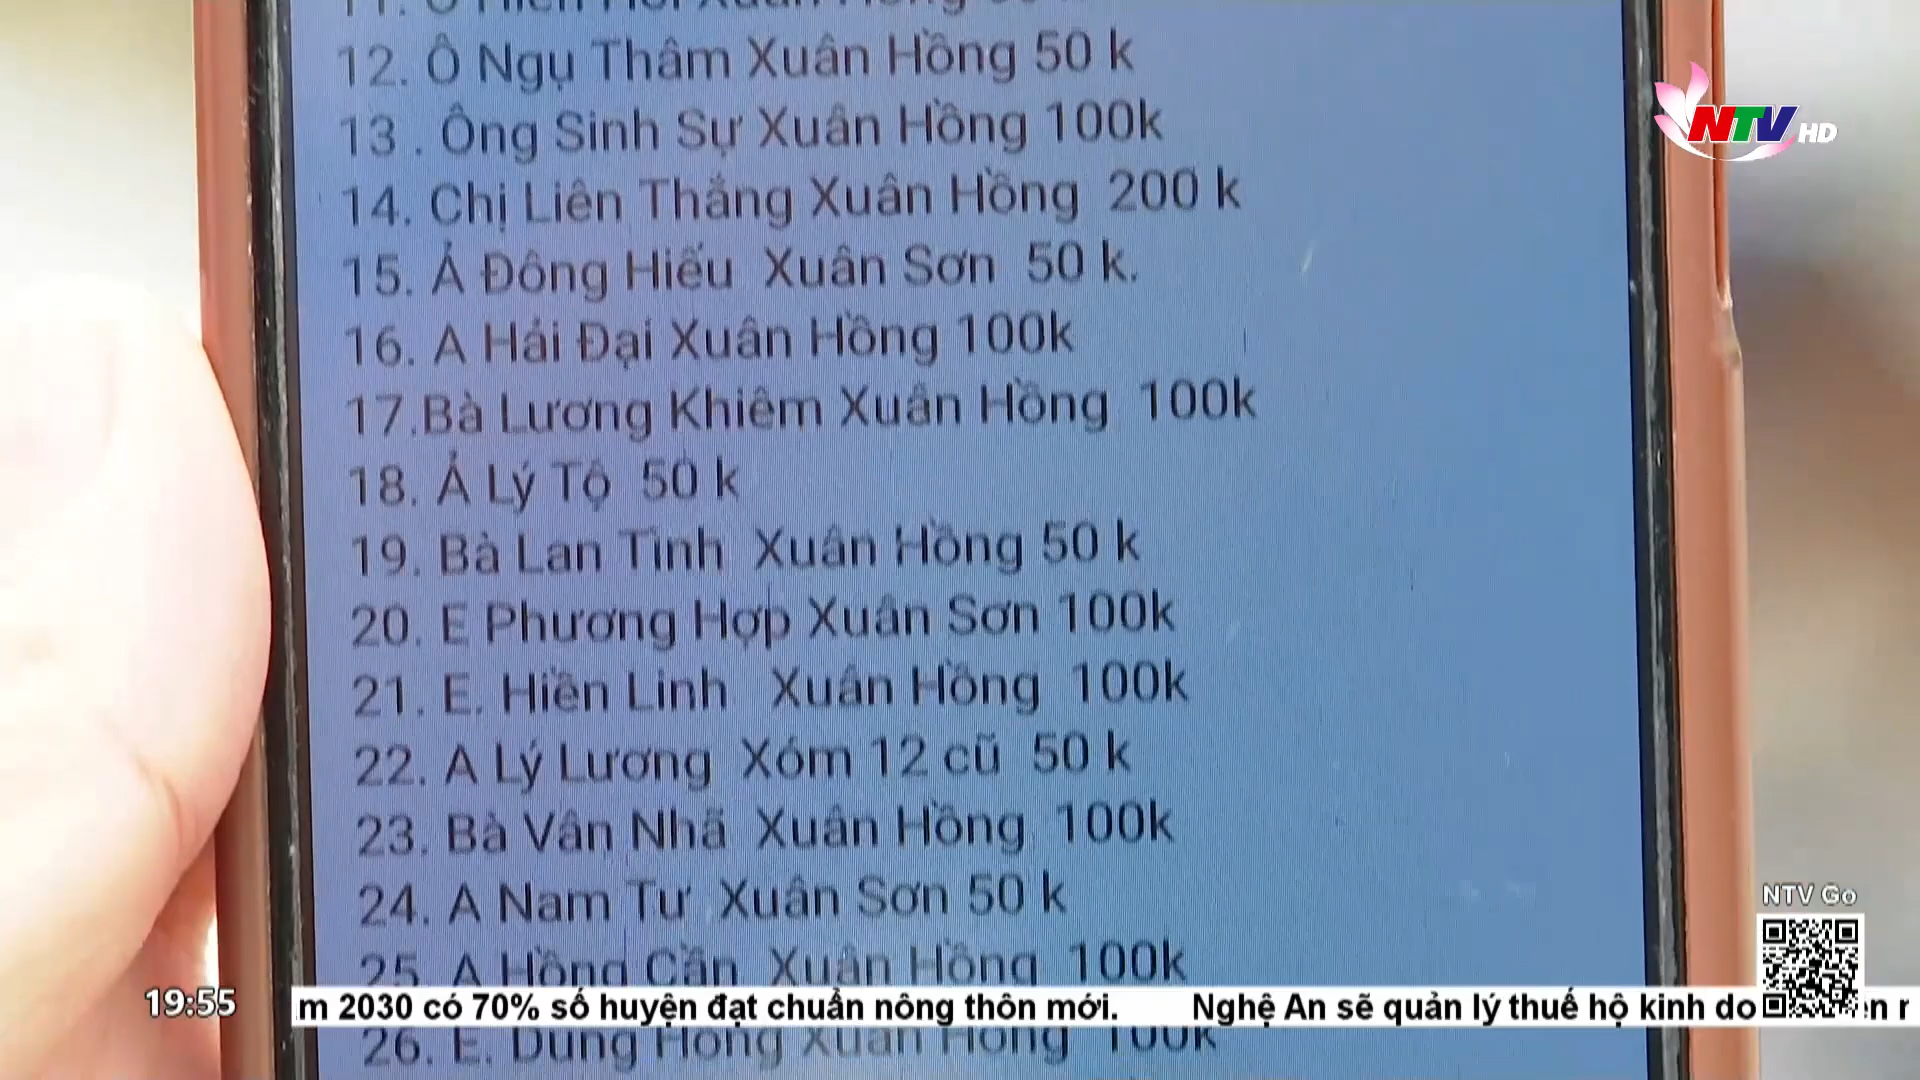 12. Ô Ngụ Thâm Xuân Hồng 50 k
13 . Ông Sinh Sự Xuân Hồng 100k
14. Chị Liên Thắng Xuân Hồng 200 k
15. Ả Đông Hiếu Xuân Sơn 50 k.
16. A Hải Đại Xuân Hồng 100k
17.Bà Lương Khiêm Xuân Hồng 100k
18. Ả Lý Tộ 50 k
19. Bà Lan Tình Xuân Hồng 50 k
20. E Phương Hợp Xuân Sơn 100k
21. E. Hiền Linh Xuân Hồng 100k
22. A Lý Lương Xóm 12 cũ 50 k
23. Bà Vân Nhã Xuân Hồng 100k
24. A Nam Tư Xuân Sơn 50 k
25. A Hồng Cần Xuân Hồng 100k
26. E. Xuân Hồng 100k
NTV HD
NTV Go
19:55
m 2030 có 70% số huyện đạt chuẩn nông thôn mới. Nghệ An sẽ quản lý thuế hộ kinh do